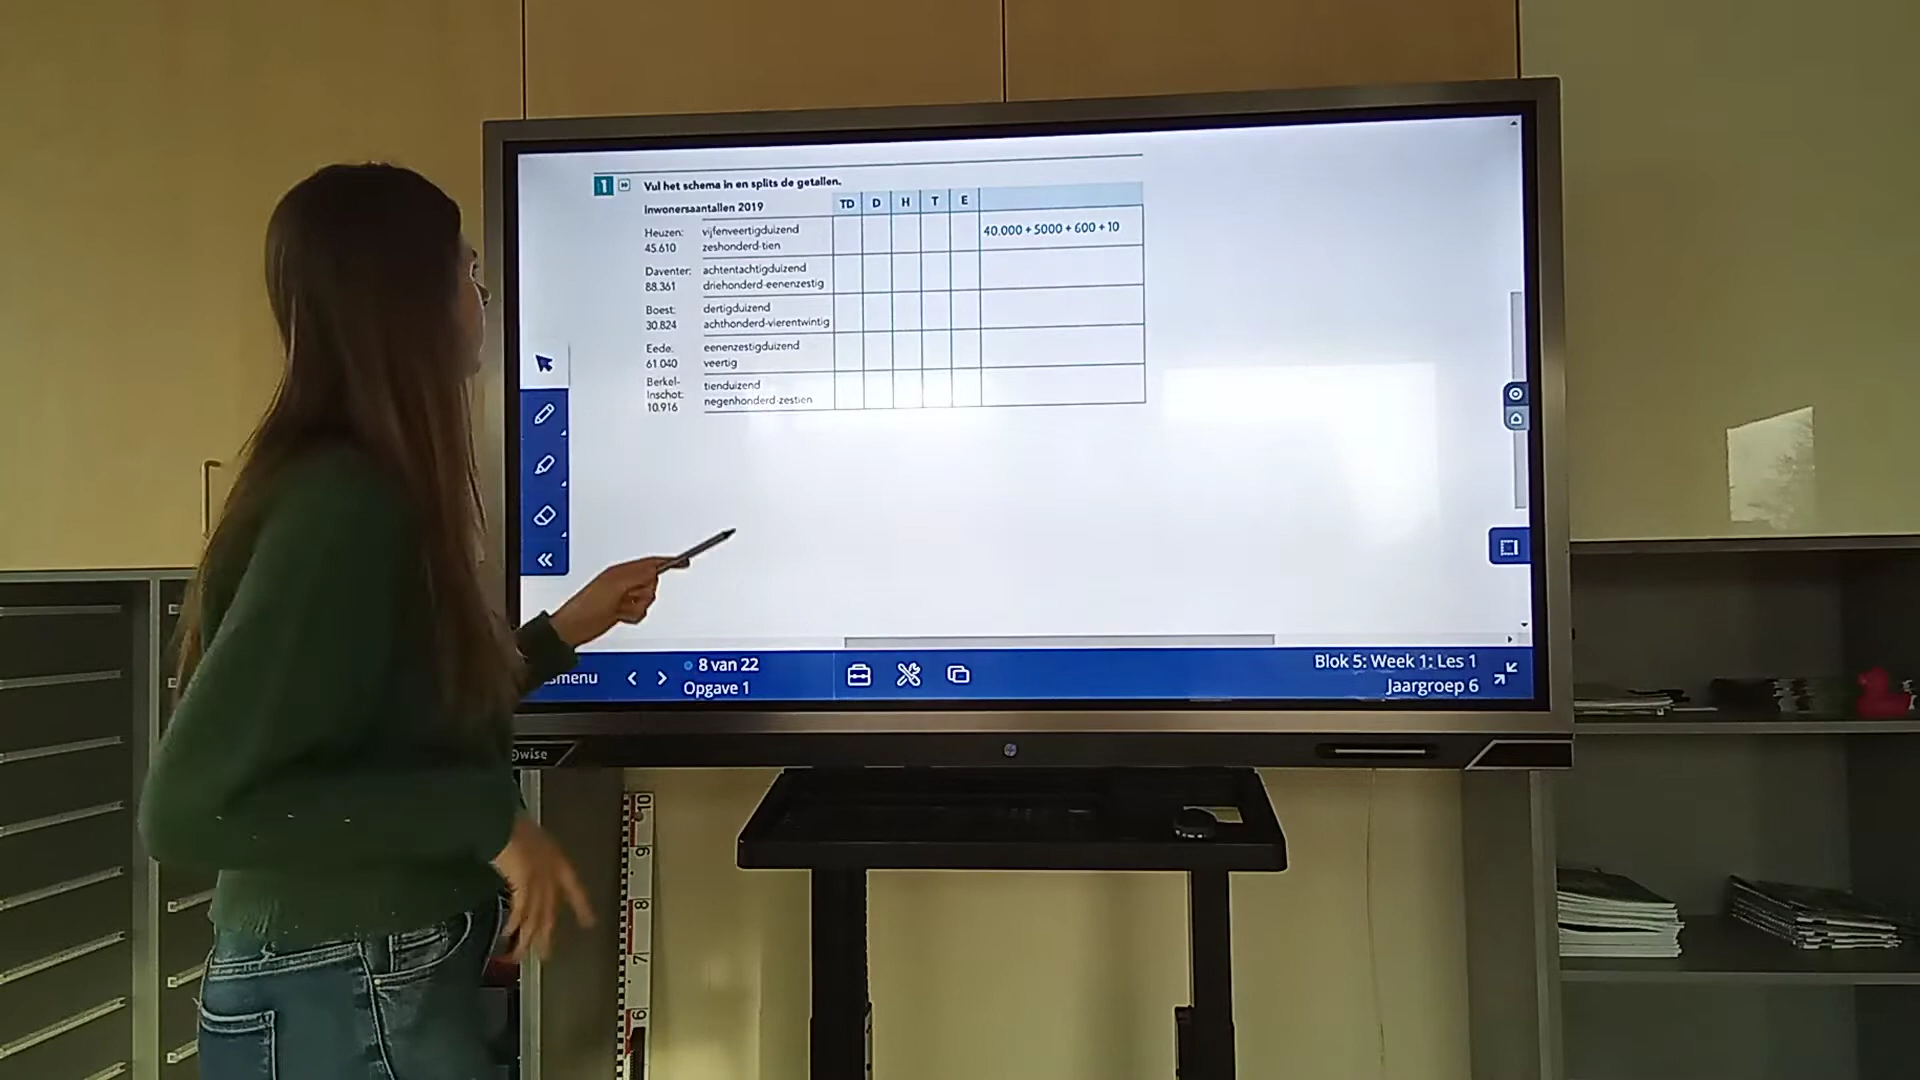 1 Vul het schema in en splits de getallen.
Inwonersaantallen 2019 TD D H T E
Heuzen: vijfenveertigduizend 40.000 + 5000 + 600 + 10
45.610 zeshonderd-tien
Daventer: achtentachtigduizend
88.361 driehonderd-eenenzestig
Boest: dertigduizend
30.824 achthonderd-vierentwintig
Eede: eenenzestigduizend
61.040 veertig
Berkel- tienduizend
Inschot: negenhonderd-zestien
10.916
smenu
8 van 22
Opgave 1
Blok 5: Week 1: Les 1
Jaargroep 6
wise
10
9
8
7
6